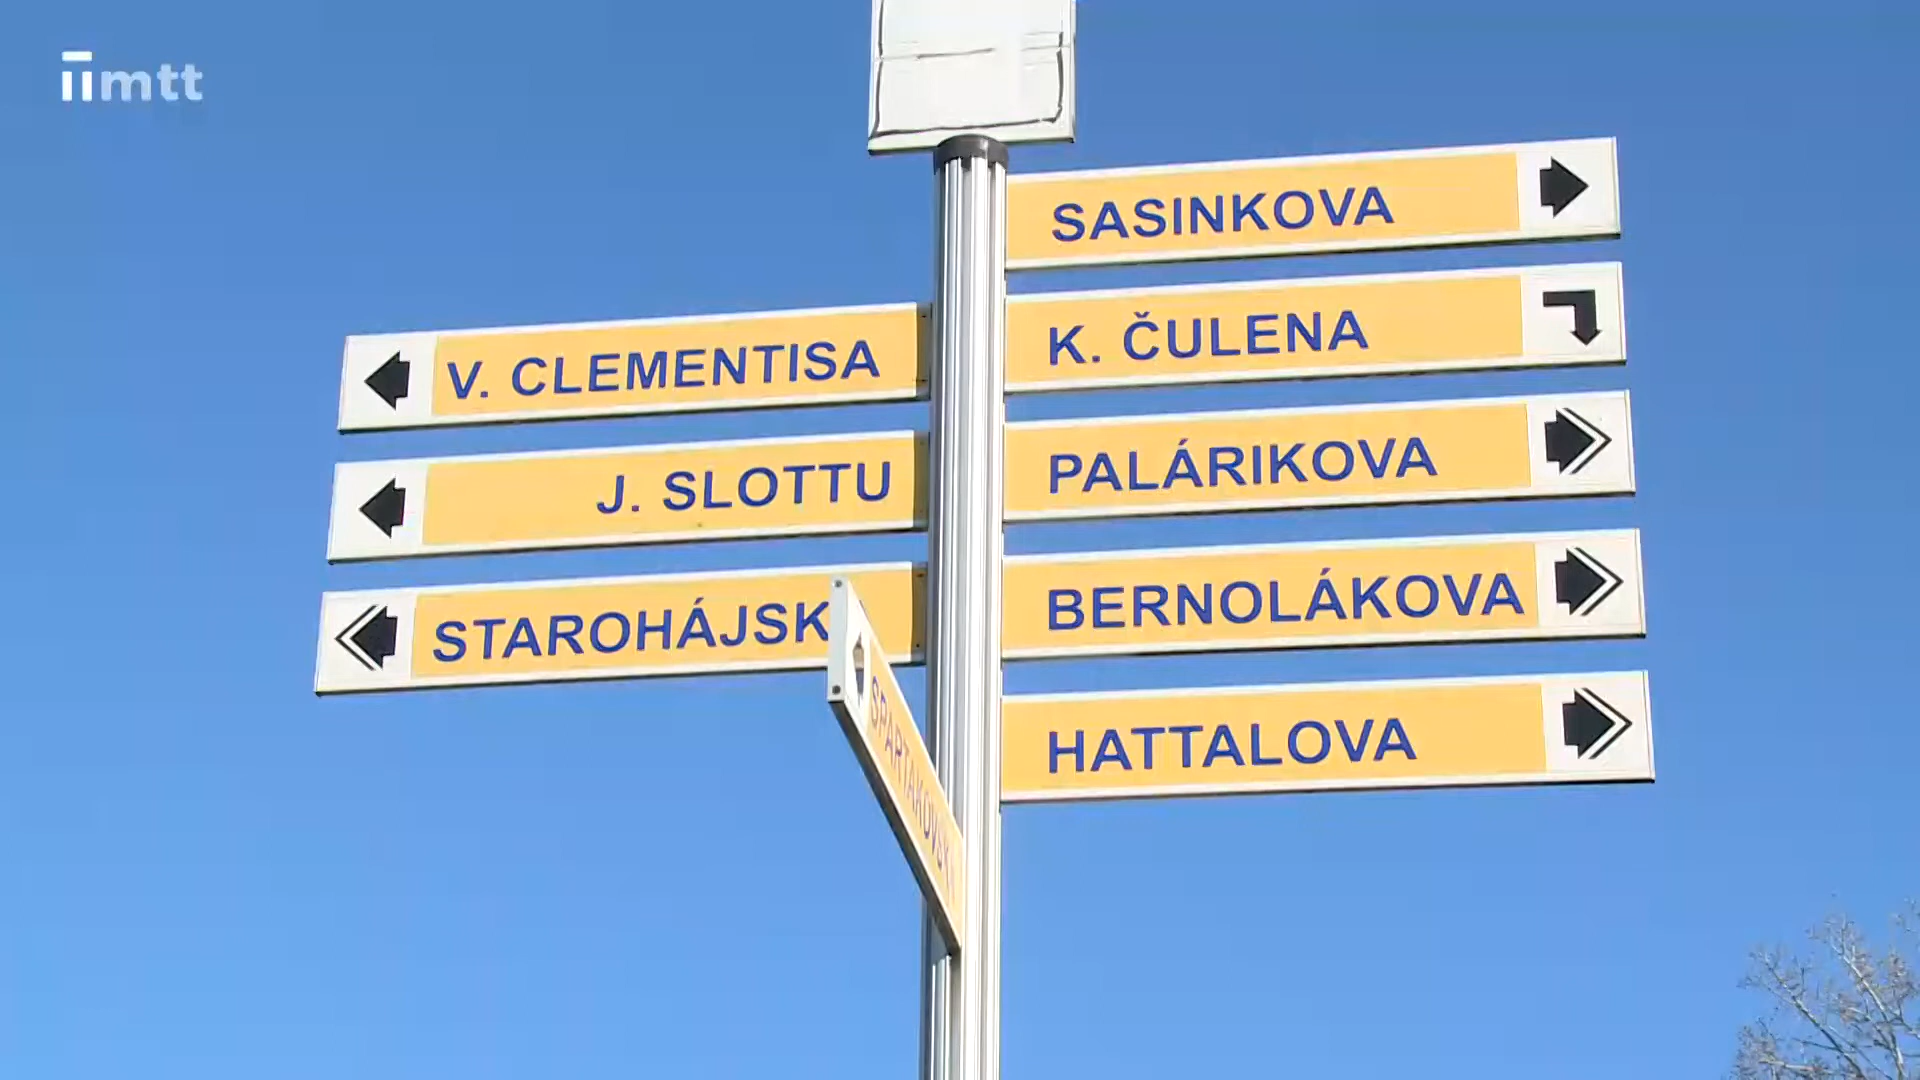 mtt
SASINKOVA
K. ČULENA
V. CLEMENTISA
PALÁRIKOVA
J. SLOTTU
BERNOLÁKOVA
STAROHÁJSK
SPARTAKOVSK
HATTALOVA